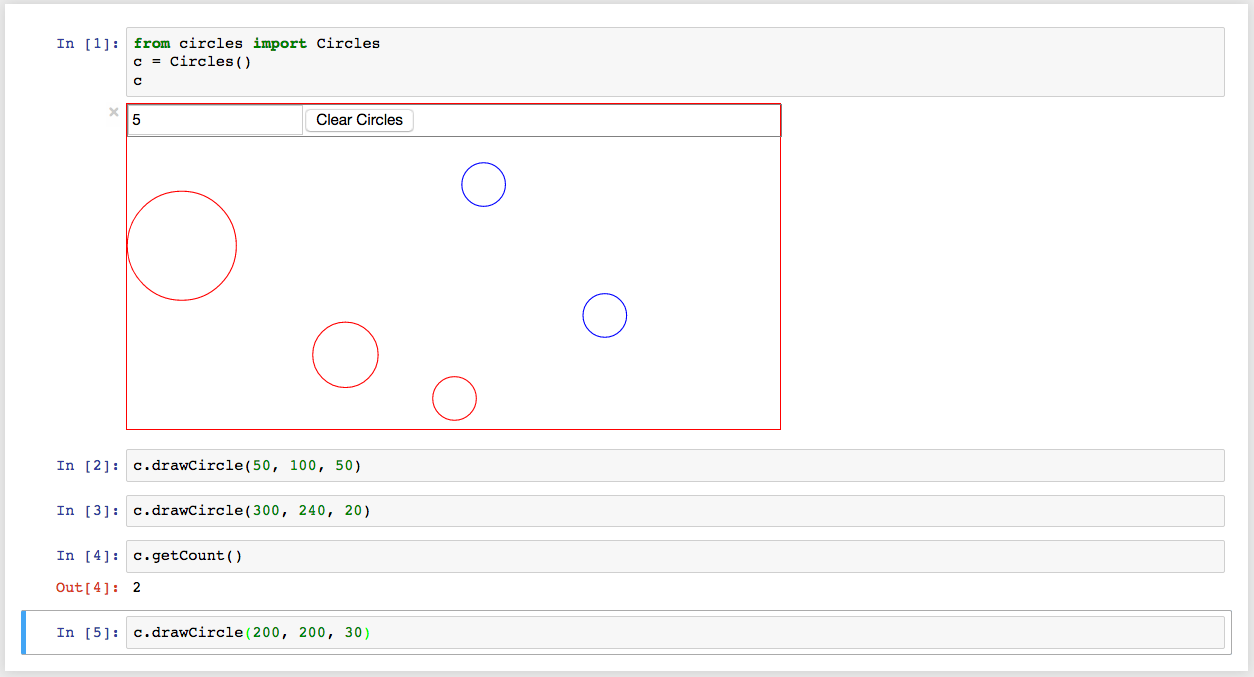 In [1]: from circles import Circles
c = Circles()
c
× 5 Clear Circles
In [2]: c.drawCircle(50, 100, 50)
In [3]: c.drawCircle(300, 240, 20)
In [4]: c.getCount()
Out[4]: 2
In [5]: c.drawCircle(200, 200, 30)